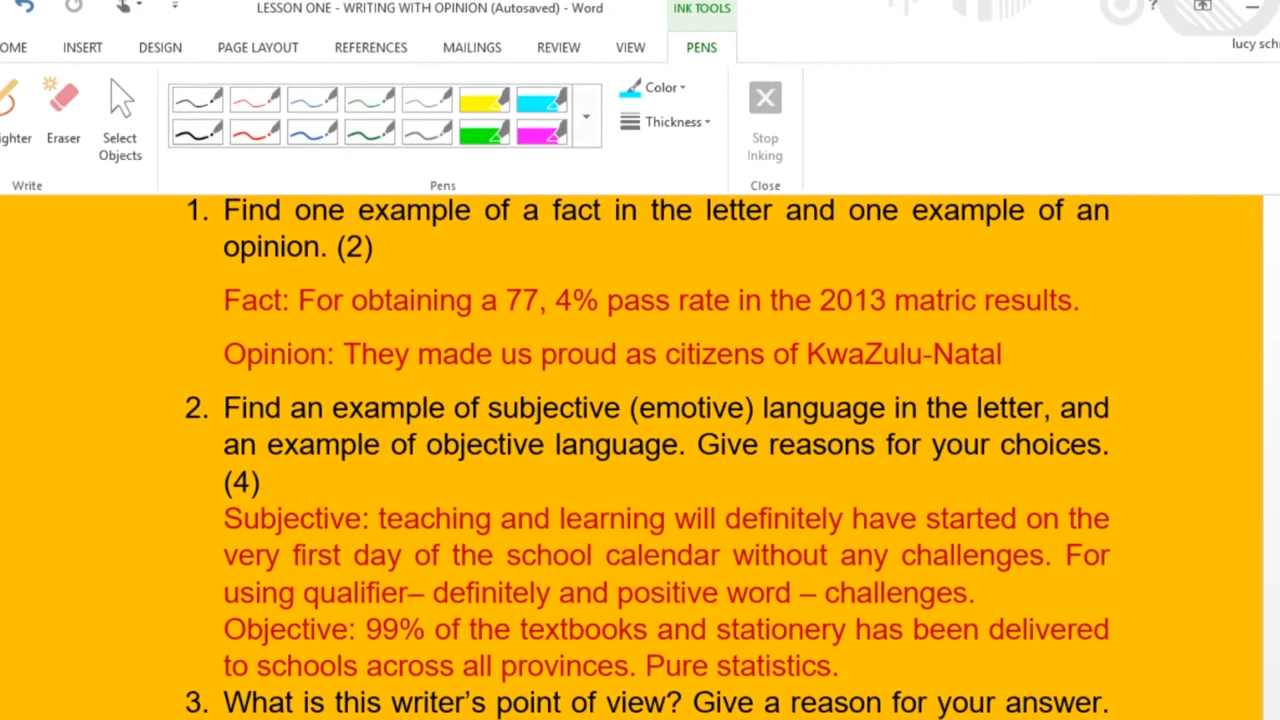 LESSON ONE - WRITING WITH OPINION (Autosaved) - Word
INK TOOLS
?
OME INSERT DESIGN PAGE LAYOUT REFERENCES MAILINGS REVIEW VIEW PENS
lucy sch
ighter Eraser Select Objects
Color
Thickness
Stop Inking
Write Pens Close
1. Find one example of a fact in the letter and one example of an
opinion. (2)
Fact: For obtaining a 77, 4% pass rate in the 2013 matric results.
Opinion: They made us proud as citizens of KwaZulu-Natal
2. Find an example of subjective (emotive) language in the letter, and
an example of objective language. Give reasons for your choices.
(4)
Subjective: teaching and learning will definitely have started on the
very first day of the school calendar without any challenges. For
using qualifier– definitely and positive word – challenges.
Objective: 99% of the textbooks and stationery has been delivered
to schools across all provinces. Pure statistics.
3. What is this writer’s point of view? Give a reason for your answer.